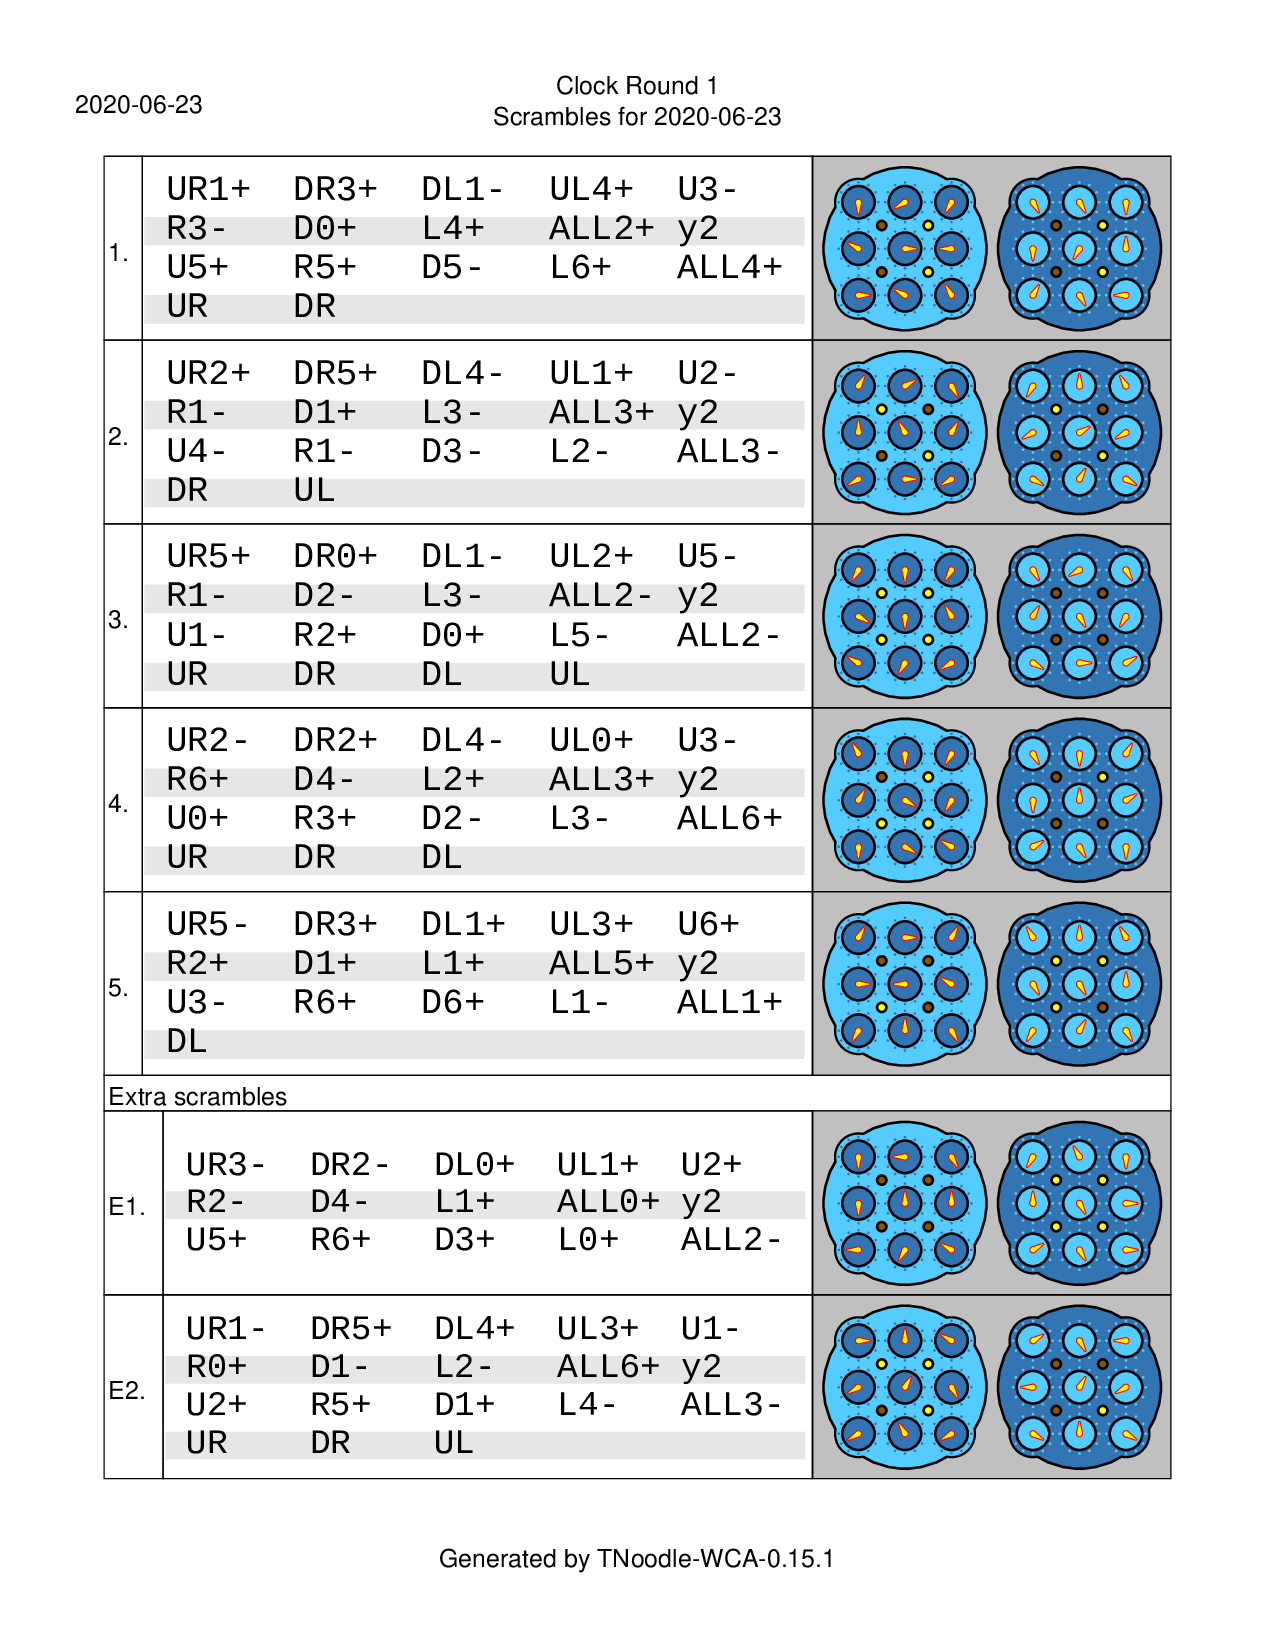 2020-06-23
Clock Round 1
Scrambles for 2020-06-23
1.
UR1+ DR3+ DL1- UL4+ U3-
R3- D0+ L4+ ALL2+ y2
U5+ R5+ D5- L6+ ALL4+
UR DR
2.
UR2+ DR5+ DL4- UL1+ U2-
R1- D1+ L3- ALL3+ y2
U4- R1- D3- L2- ALL3-
DR UL
3.
UR5+ DR0+ DL1- UL2+ U5-
R1- D2- L3- ALL2- y2
U1- R2+ D0+ L5- ALL2-
UR DR DL UL
4.
UR2- DR2+ DL4- UL0+ U3-
R6+ D4- L2+ ALL3+ y2
U0+ R3+ D2- L3- ALL6+
UR DR DL
5.
UR5- DR3+ DL1+ UL3+ U6+
R2+ D1+ L1+ ALL5+ y2
U3- R6+ D6+ L1- ALL1+
DL
Extra scrambles
E1.
UR3- DR2- DL0+ UL1+ U2+
R2- D4- L1+ ALL0+ y2
U5+ R6+ D3+ L0+ ALL2-
E2.
UR1- DR5+ DL4+ UL3+ U1-
R0+ D1- L2- ALL6+ y2
U2+ R5+ D1+ L4- ALL3-
UR DR UL
Generated by TNoodle-WCA-0.15.1